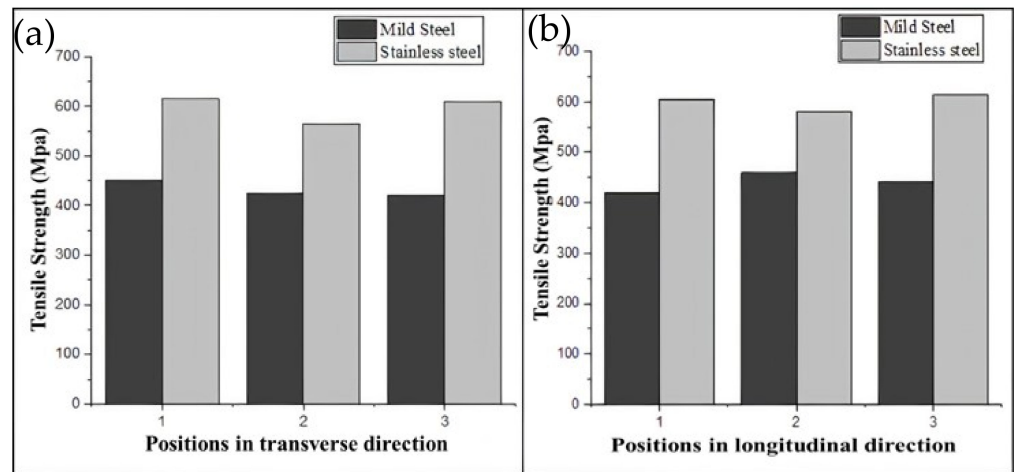 (a)
Mild Steel
Stainless steel
Tensile Strength (Mpa)
700
600
500
400
300
200
100
0
1 2 3
Positions in transverse direction
(b)
Mild Steel
Stainless steel
Tensile Strength (Mpa)
700
600
500
400
300
200
100
0
1 2 3
Positions in longitudinal direction